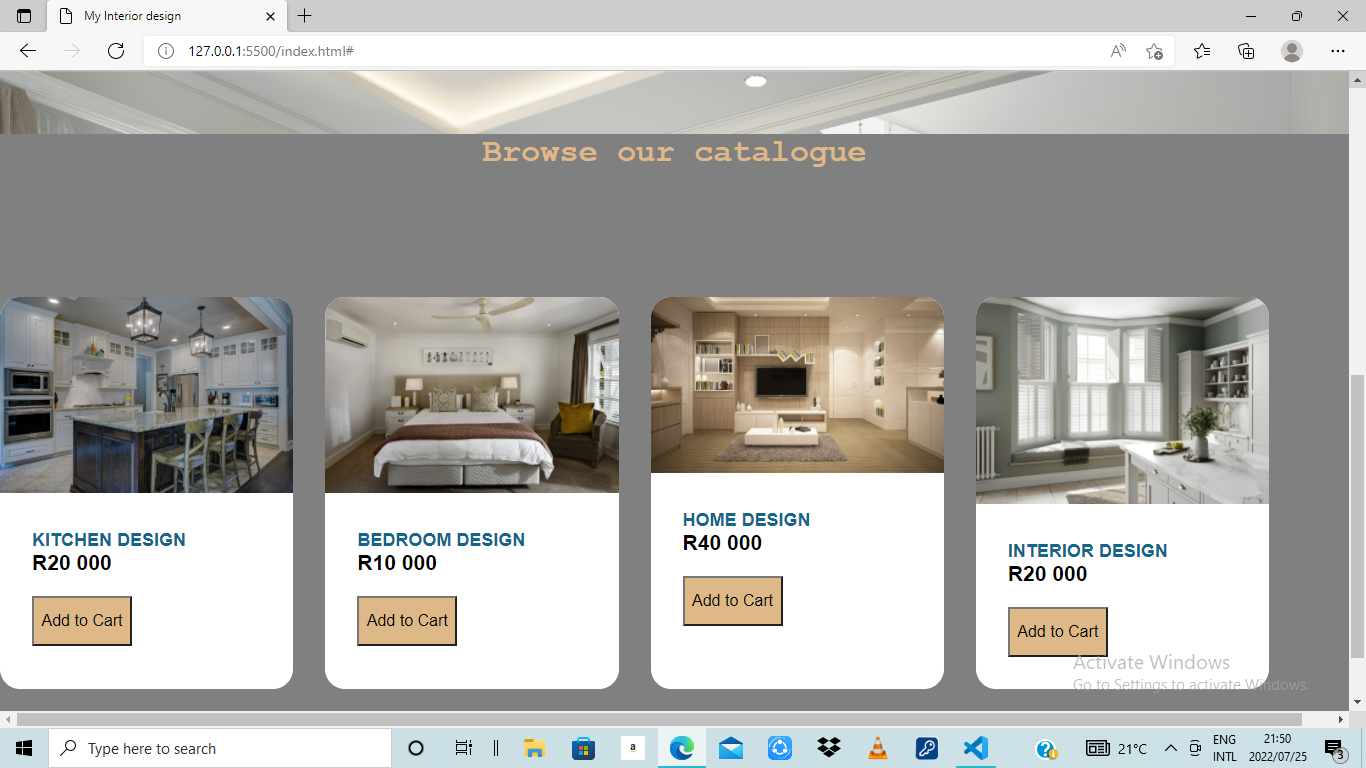 My Interior design
127.0.0.1:5500/index.html#
Browse our catalogue
KITCHEN DESIGN
R20 000
Add to Cart
BEDROOM DESIGN
R10 000
Add to Cart
HOME DESIGN
R40 000
Add to Cart
INTERIOR DESIGN
R20 000
Add to Cart
Activate Windows
Go to Settings to activate Windows.
Type here to search
a
21°C
ENG
INTL
21:50
2022/07/25
3